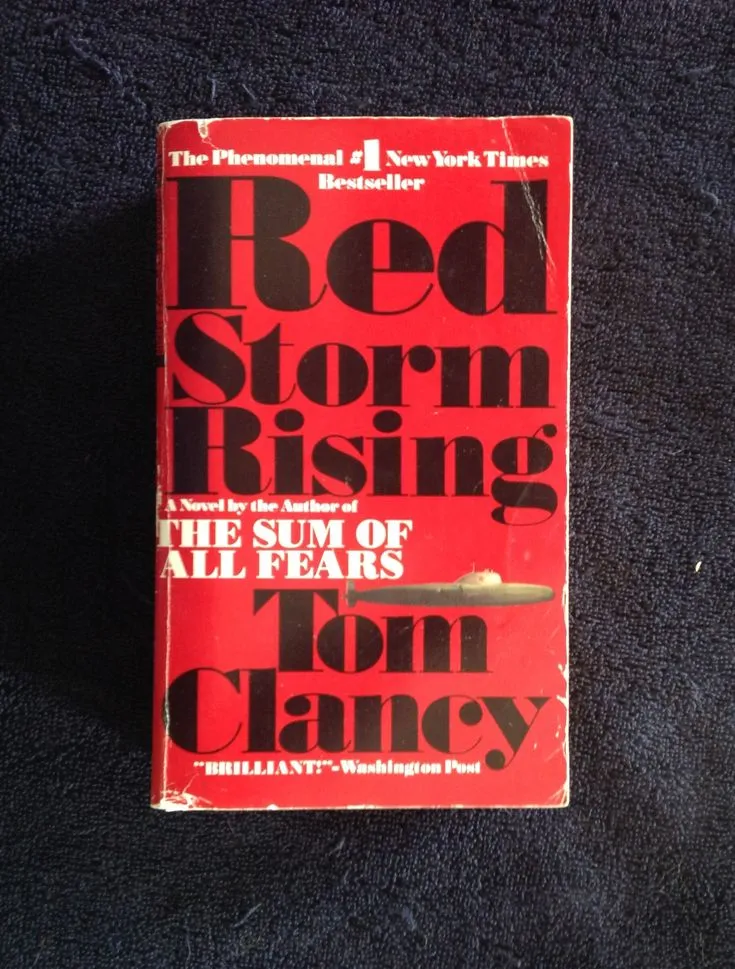 The Phenomenal #1 New York Times
Bestseller
Red
Storm
Rising
A Novel by the Author of
THE SUM OF
ALL FEARS
Tom
Clancy
"BRILLIANT!"-Washington Post